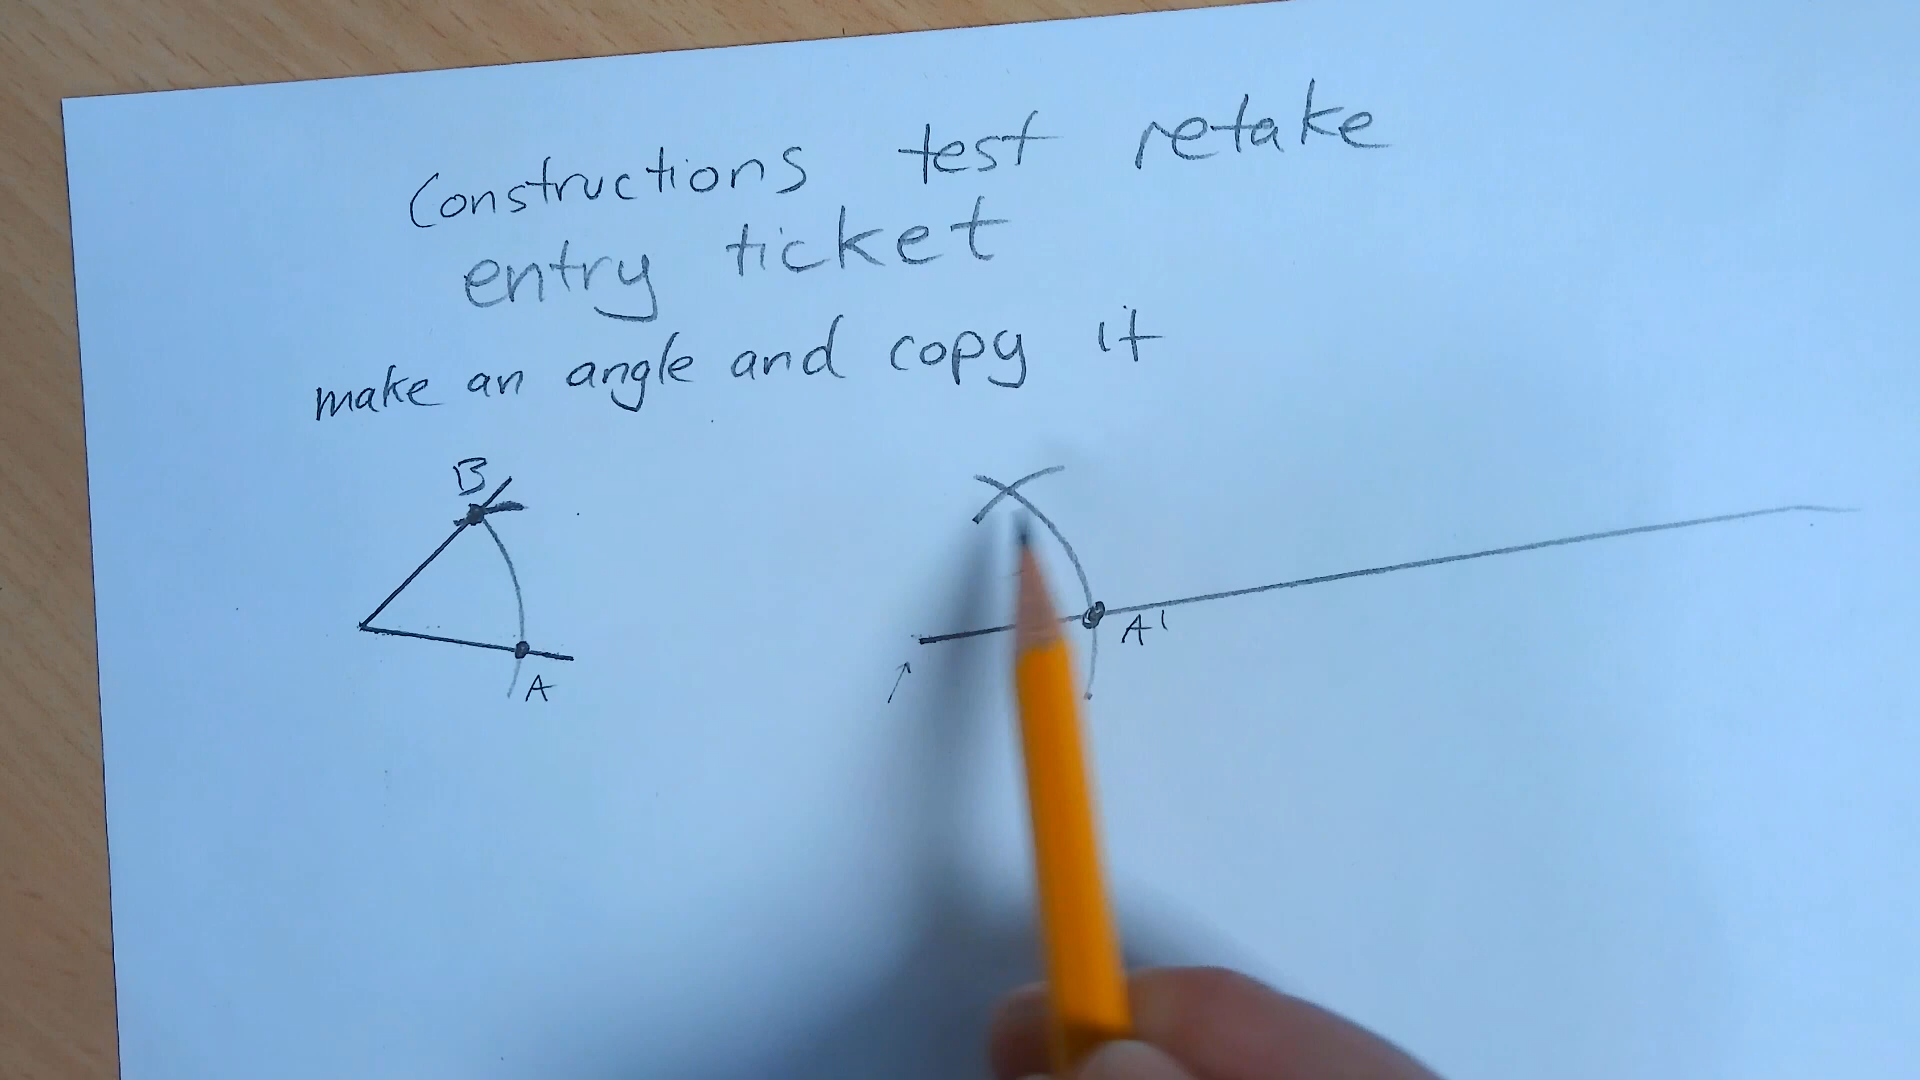 Constructions test retake
entry ticket
make an angle and copy it
B
A
A'